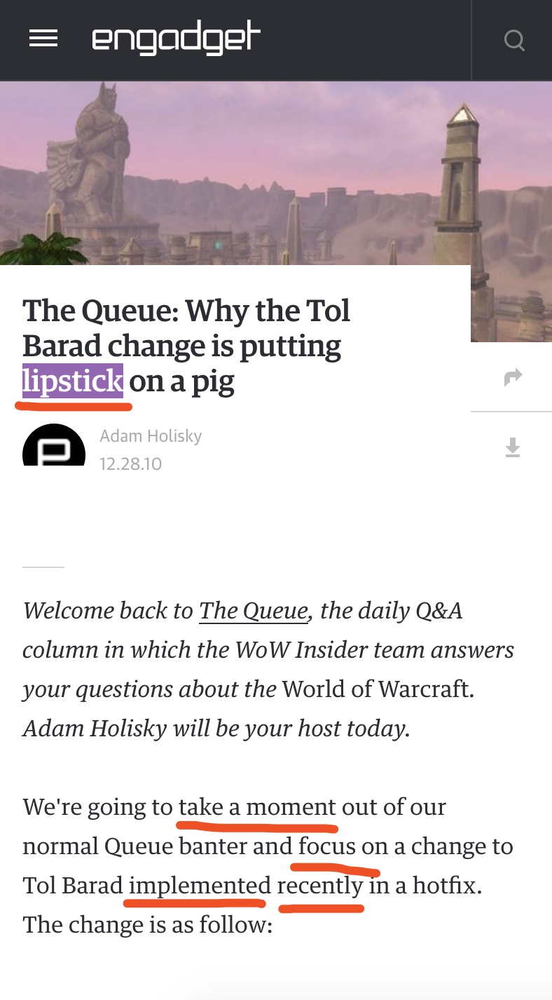 engadget
The Queue: Why the Tol
Barad change is putting
lipstick on a pig
Adam Holisky
12.28.10
Welcome back to The Queue, the daily Q&A
column in which the WoW Insider team answers
your questions about the World of Warcraft.
Adam Holisky will be your host today.
We're going to take a moment out of our
normal Queue banter and focus on a change to
Tol Barad implemented recently in a hotfix.
The change is as follow: